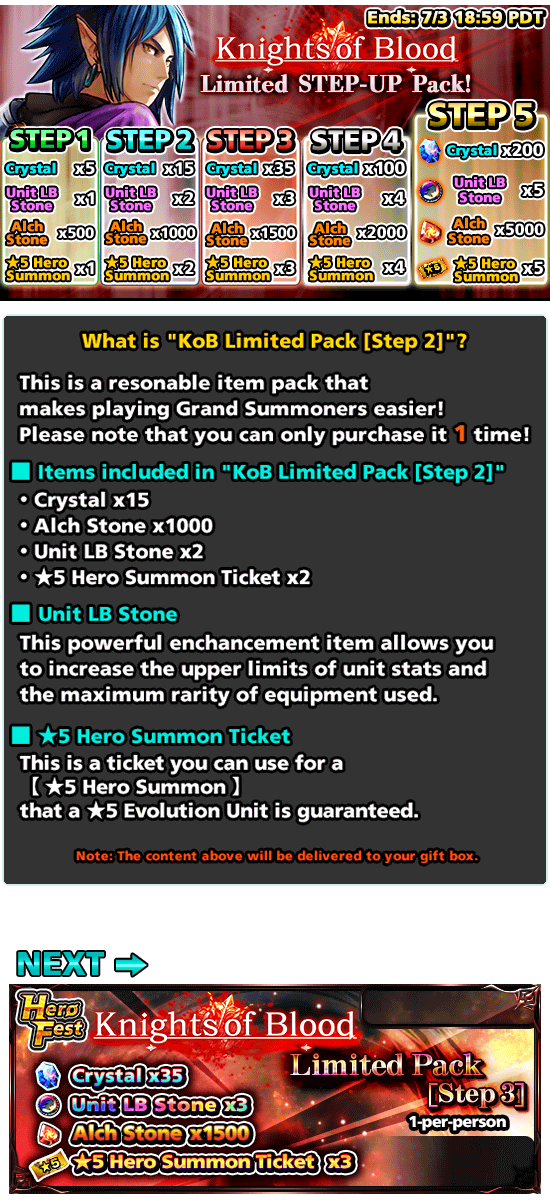 Ends: 7/3 18:59 PDT
Knights of Blood
Limited STEP-UP Pack!
STEP 1
Crystal x5
Unit LB Stone x1
Alch Stone x500
★5 Hero Summon x1
STEP 2
Crystal x15
Unit LB Stone x2
Alch Stone x1000
★5 Hero Summon x2
STEP 3
Crystal x35
Unit LB Stone x3
Alch Stone x1500
★5 Hero Summon x3
STEP 4
Crystal x100
Unit LB Stone x4
Alch Stone x2000
★5 Hero Summon x4
STEP 5
Crystal x200
Unit LB Stone x5
Alch Stone x5000
★5 Hero Summon x5
What is "KoB Limited Pack [Step 2]"?
This is a resonable item pack that
makes playing Grand Summoners easier!
Please note that you can only purchase it 1 time!
■ Items included in "KoB Limited Pack [Step 2]"
• Crystal x15
• Alch Stone x1000
• Unit LB Stone x2
• ★5 Hero Summon Ticket x2
■ Unit LB Stone
This powerful enchancement item allows you
to increase the upper limits of unit stats and
the maximum rarity of equipment used.
■ ★5 Hero Summon Ticket
This is a ticket you can use for a
【 ★5 Hero Summon 】
that a ★5 Evolution Unit is guaranteed.
Note: The content above will be delivered to your gift box.
NEXT ⇒
Hero Fest
Knights of Blood
Limited Pack
[Step 3]
1-per-person
Crystal x35
Unit LB Stone x3
Alch Stone x1500
★5
★5 Hero Summon Ticket x3